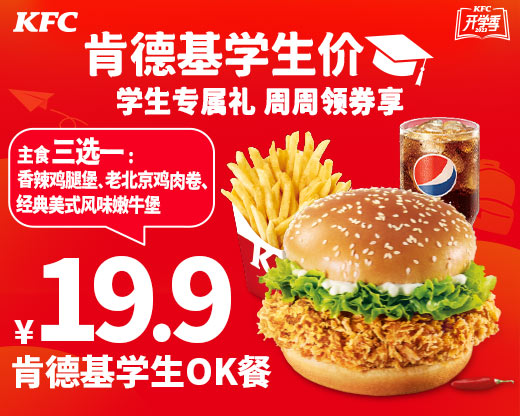 KFC
KFC
开学季
2023
肯德基学生价
学生专属礼 周周领券享
主食 三选一：
香辣鸡腿堡、老北京鸡肉卷、
经典美式风味嫩牛堡
¥19.9
肯德基学生OK餐